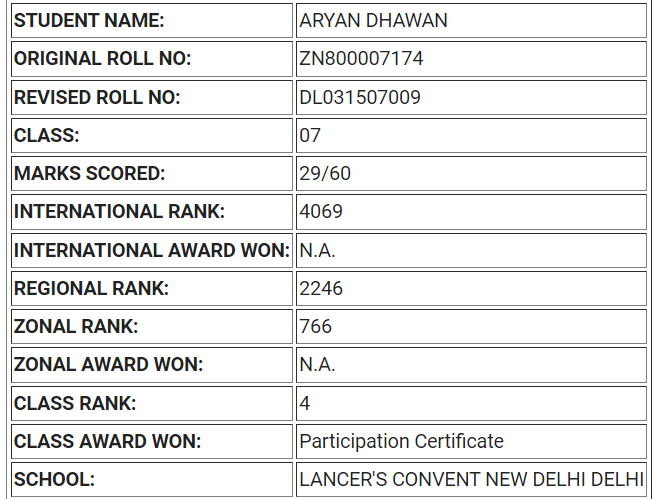 STUDENT NAME: ARYAN DHAWAN
ORIGINAL ROLL NO: ZN800007174
REVISED ROLL NO: DL031507009
CLASS: 07
MARKS SCORED: 29/60
INTERNATIONAL RANK: 4069
INTERNATIONAL AWARD WON: N.A.
REGIONAL RANK: 2246
ZONAL RANK: 766
ZONAL AWARD WON: N.A.
CLASS RANK: 4
CLASS AWARD WON: Participation Certificate
SCHOOL: LANCER'S CONVENT NEW DELHI DELHI